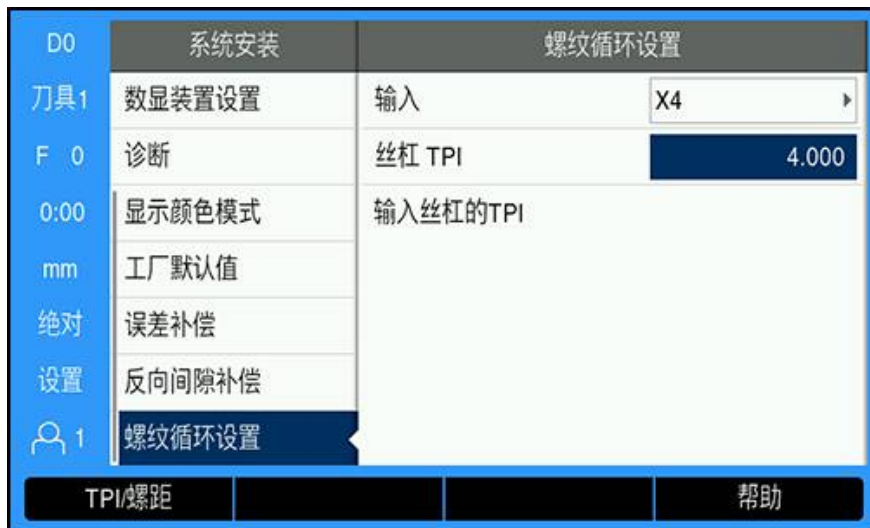 D0 系统安装 螺纹循环设置
刀具1 数显装置设置 输入 X4
F 0 诊断 丝杠 TPI 4.000
0:00 显示颜色模式 输入丝杠的TPI
mm 工厂默认值
绝对 误差补偿
设置 反向间隙补偿
1 螺纹循环设置
TPI/螺距 帮助